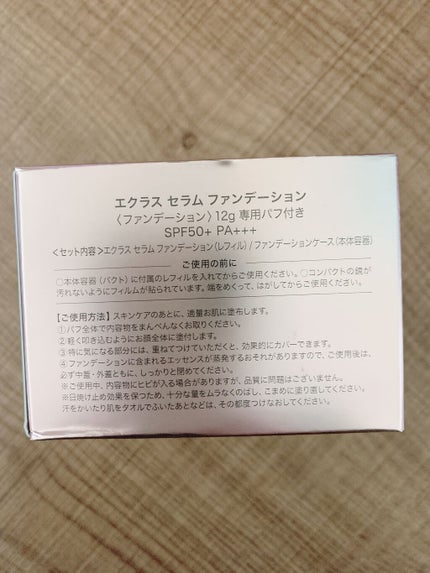 エクラス セラム ファンデーション
〈ファンデーション〉12g 専用パフ付き
SPF50+ PA+++
＜セット内容＞エクラス セラム ファンデーション（レフィル）/ファンデーションケース（本体容器）
ご使用の前に
○本体容器（パクト）に付属のレフィルを入れてからご使用ください。○コンパクトの鏡が
汚れないようにフィルムが貼られています。端をめくって、はがしてからご使用ください。
【ご使用方法】スキンケアのあとに、適量お肌に塗布します。
①パフ全体で内容物をまんべんなくお取りください。
②軽く叩き込むようにお顔全体に塗付します。
③特に気になる部分には、重ねてつけていただくと、効果的にカバーできます。
④ファンデーションに含まれるエッセンスが蒸発するおそれがありますので、ご使用後は、
必ず中蓋・外蓋ともに、しっかりと閉めてください。
※ご使用中、内容物にヒビが入る場合がありますが、品質に問題はございません。
※日焼け止め効果を保つため、十分な量をムラなくのばし、こまめに塗り直してください。
汗をかいたり肌をタオルでふいたあとなどは、その都度つけなおしてください。